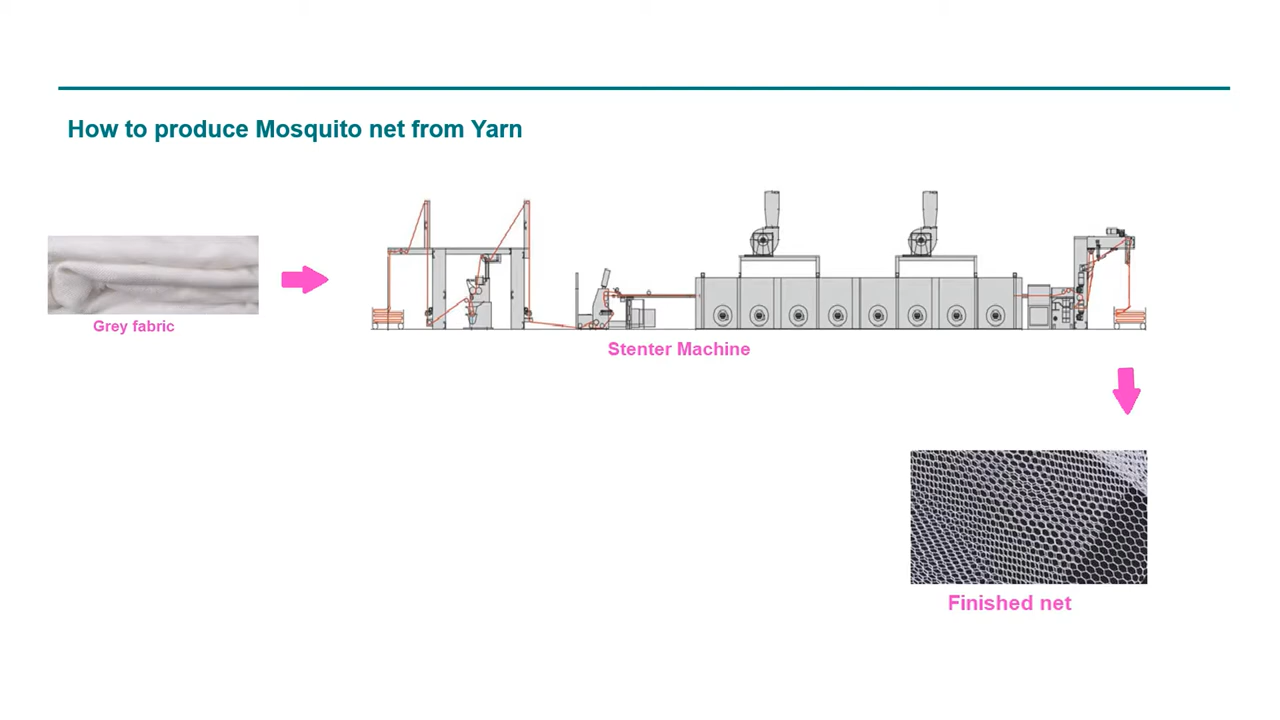 How to produce Mosquito net from Yarn
Grey fabric
Stenter Machine
Finished net